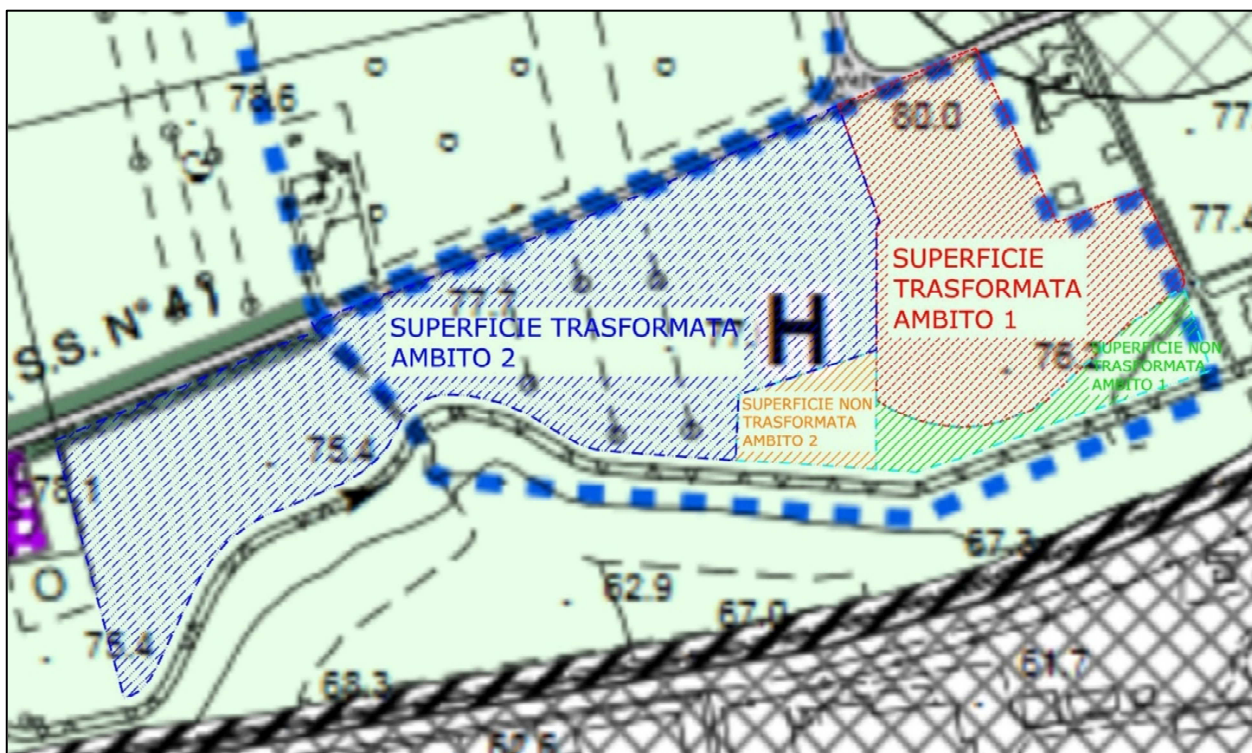 78.6
80.0
77.4
S.S. N° 41
77.7
SUPERFICIE TRASFORMATA
AMBITO 2
H
SUPERFICIE
TRASFORMATA
AMBITO 1
SUPERFICIE NON
TRASFORMATA
AMBITO 1
SUPERFICIE NON
TRASFORMATA
AMBITO 2
75.4
78.1
75.4
67.3
62.9
67.0
68.3
61.7